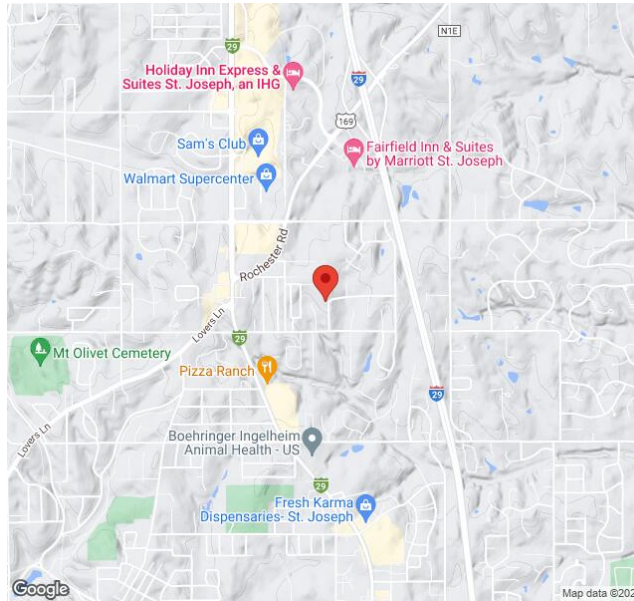 N1E
29
Holiday Inn Express &
Suites St. Joseph, an IHG
29
169
Sam's Club
Fairfield Inn & Suites
by Marriott St. Joseph
Walmart Supercenter
Rochester Rd
Lovers Ln
29
Mt Olivet Cemetery
Pizza Ranch
29
Lovers Ln
Boehringer Ingelheim
Animal Health - US
29
Fresh Karma
Dispensaries- St. Joseph
Google
Map data ©202